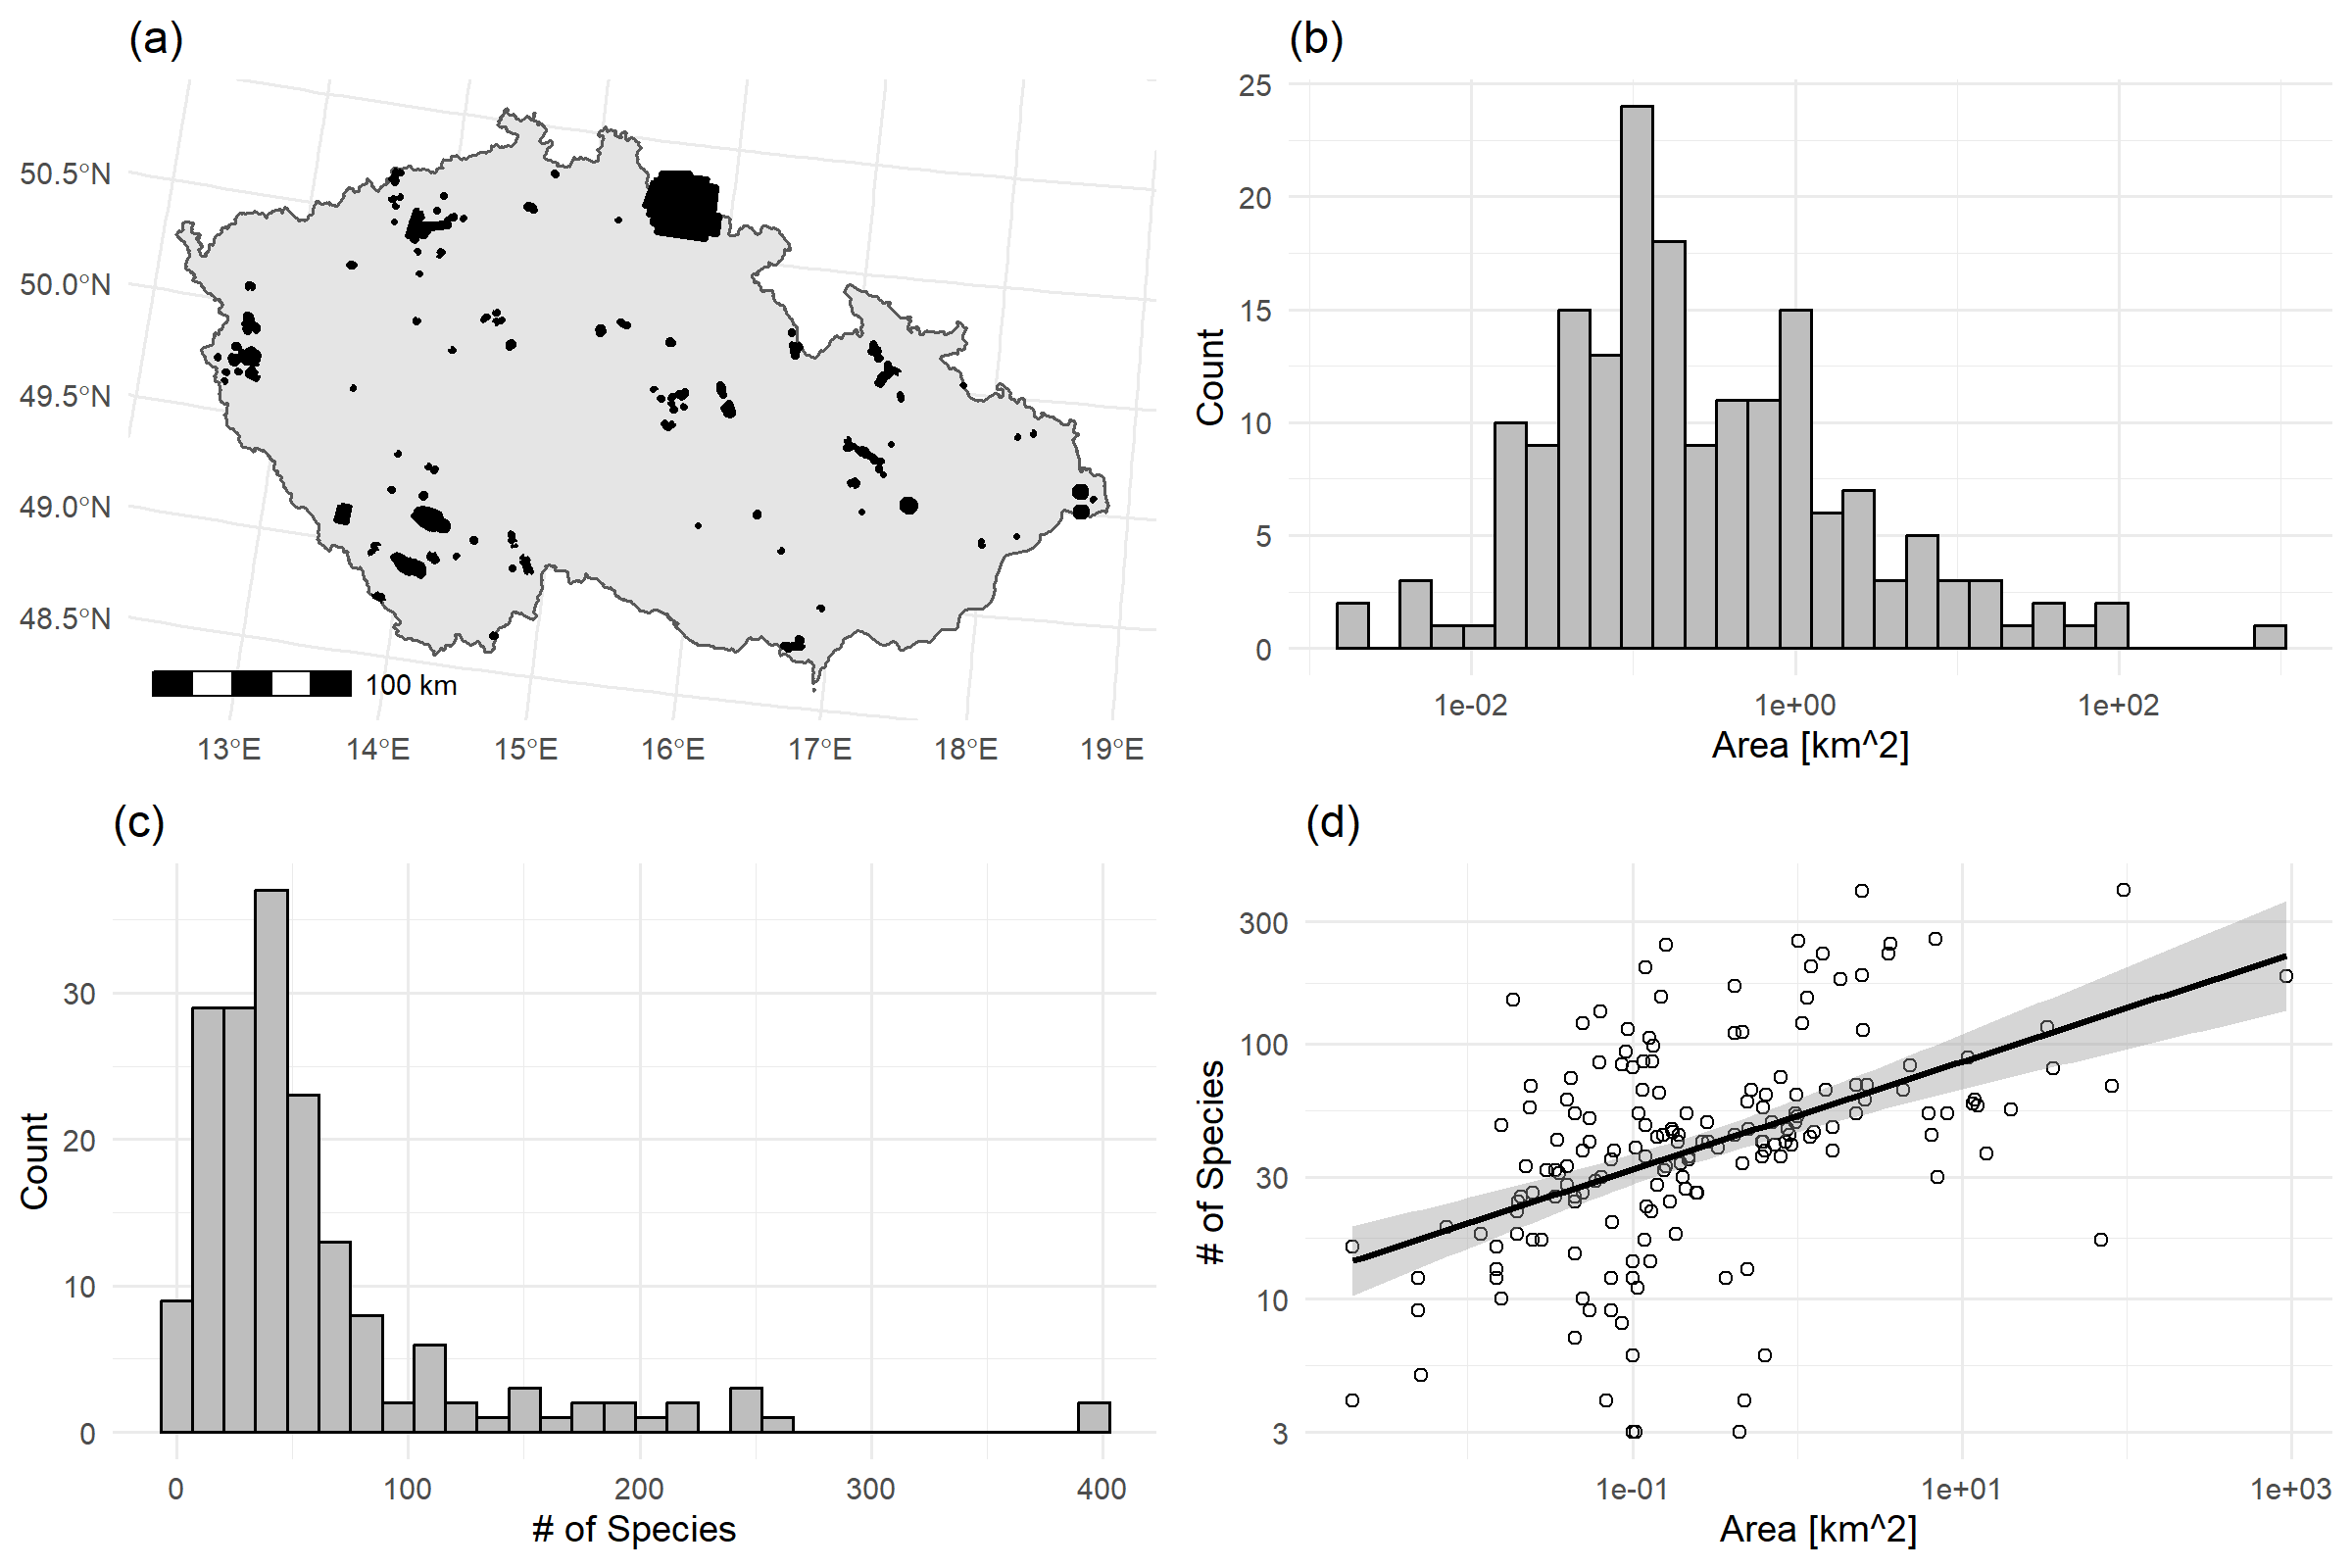 (a)
50.5°N
50.0°N
49.5°N
49.0°N
48.5°N
100 km
13°E 14°E 15°E 16°E 17°E 18°E 19°E
(b)
25
20
15
10
5
0
Count
1e-02 1e+00 1e+02
Area [km^2]
(c)
30
20
10
0
Count
0 100 200 300 400
# of Species
(d)
300
100
30
10
3
# of Species
1e-01 1e+01 1e+03
Area [km^2]